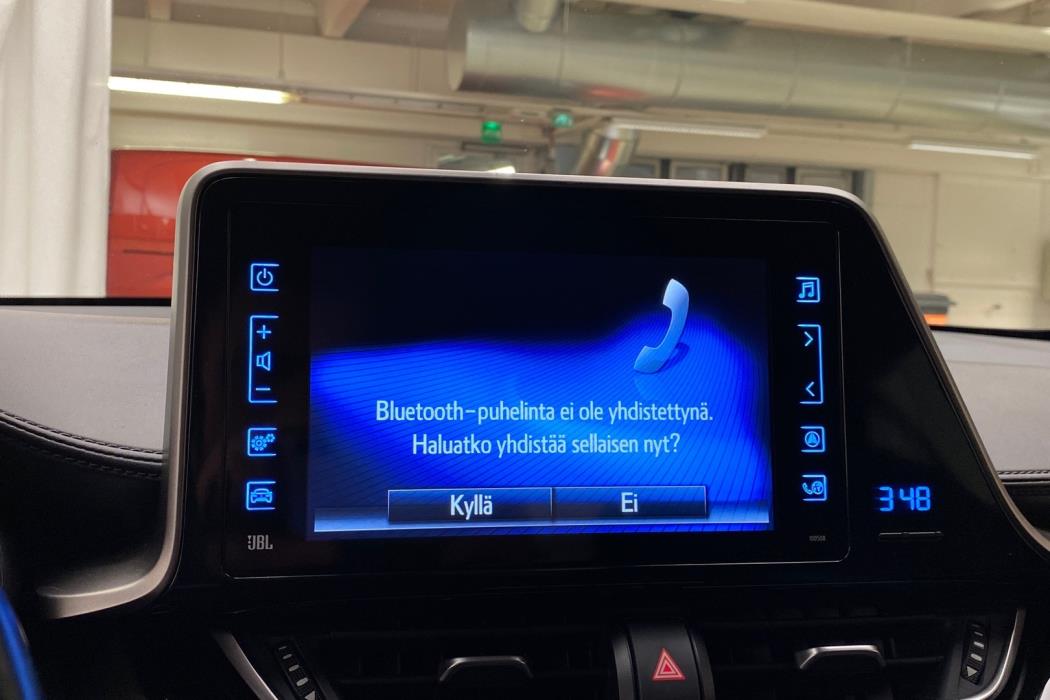 Bluetooth-puhelinta ei ole yhdistettynä.
Haluatko yhdistää sellaisen nyt?
Kyllä
Ei
JBL
3:48